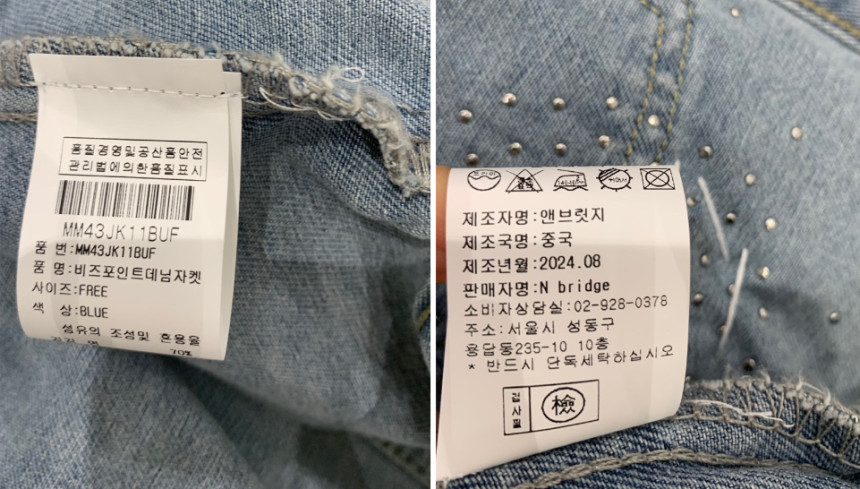 품질경영및공산품안전
관리법에의한품질표시
MM43JK11BUF
품 번:MM43JK11BUF
품 명:비즈포인트데님자켓
사이즈:FREE
색 상:BLUE
섬유의 조성및 혼용율
70%
제조자명:앤브릿지
제조국명:중국
제조년월:2024.08
판매자명:N bridge
소비자상담실:02-928-0378
주소:서울시 성동구
용답동235-10 10층
* 반드시 단독세탁하십시오
검사필
檢